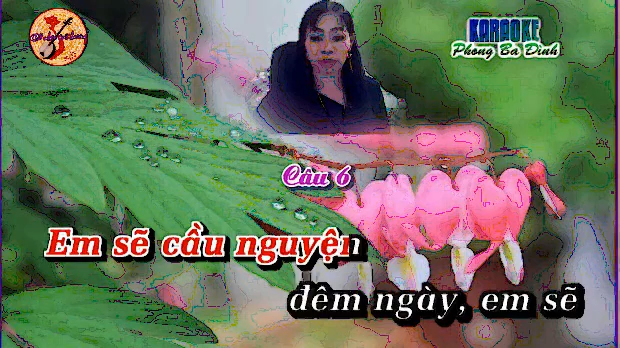 KARAOKE
Phong Ba Đình
Câu 6
Em sẽ cầu nguyện
đêm ngày, em sẽ